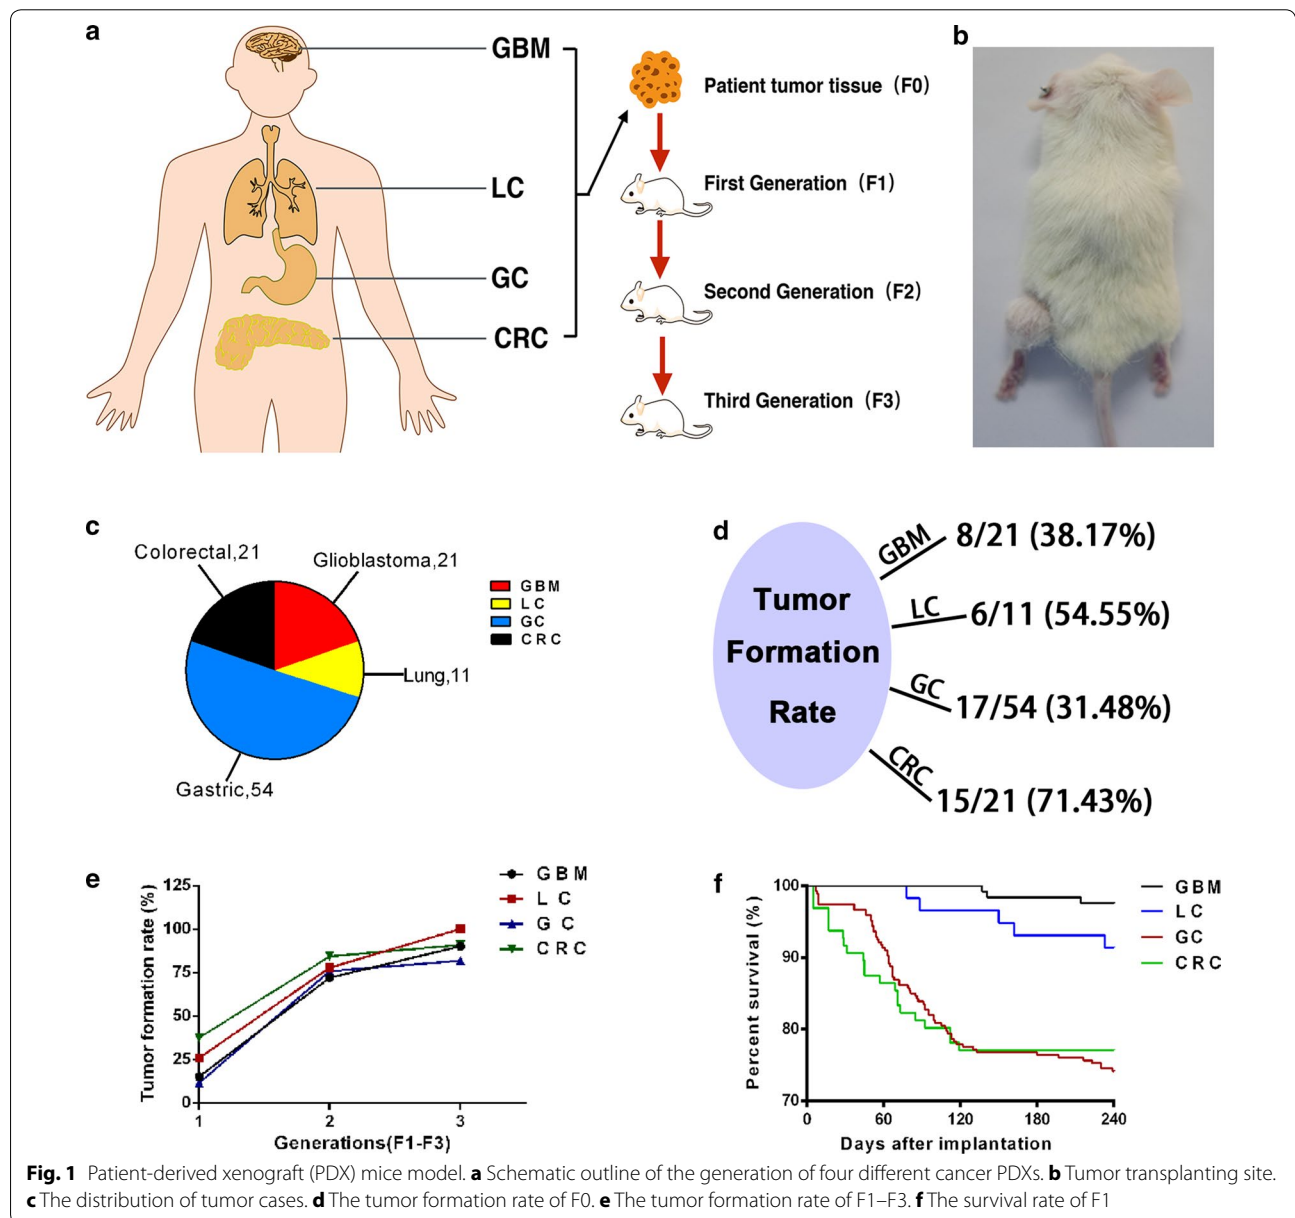 a
GBM
LC
GC
CRC
Patient tumor tissue (F0)
First Generation (F1)
Second Generation (F2)
Third Generation (F3)
b
c
Colorectal,21
Glioblastoma,21
Lung,11
Gastric,54
GBM
LC
GC
CRC
d
Tumor
Formation
Rate
GBM 8/21 (38.17%)
LC 6/11 (54.55%)
GC 17/54 (31.48%)
CRC 15/21 (71.43%)
e
Tumor formation rate (%)
125
100
75
50
25
0
1 2 3
Generations(F1-F3)
GBM
LC
GC
CRC
f
Percent survival (%)
100
90
80
70
0 60 120 180 240
Days after implantation
GBM
LC
GC
CRC
Fig. 1 Patient-derived xenograft (PDX) mice model. a Schematic outline of the generation of four different cancer PDXs. b Tumor transplanting site.
c The distribution of tumor cases. d The tumor formation rate of F0. e The tumor formation rate of F1–F3. f The survival rate of F1